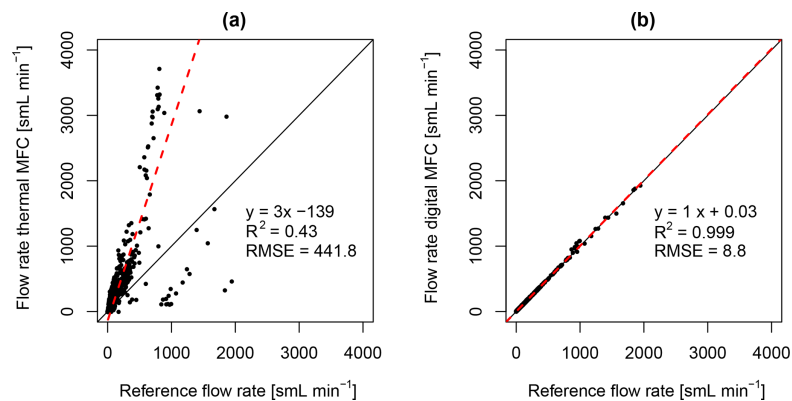 (a)
Flow rate thermal MFC [smL min⁻¹]
4000
3000
2000
1000
0
y = 3x −139
R² = 0.43
RMSE = 441.8
0 1000 2000 3000 4000
Reference flow rate [smL min⁻¹]
(b)
Flow rate digital MFC [smL min⁻¹]
4000
3000
2000
1000
0
y = 1 x + 0.03
R² = 0.999
RMSE = 8.8
0 1000 2000 3000 4000
Reference flow rate [smL min⁻¹]